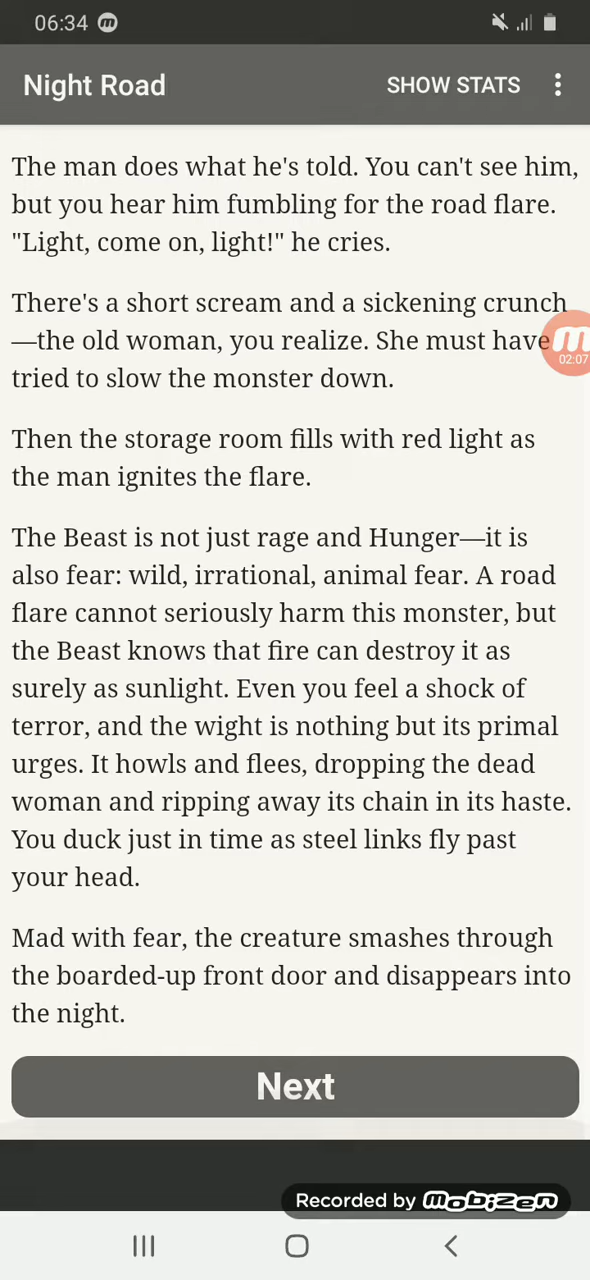 06:34
Night Road SHOW STATS
The man does what he's told. You can't see him,
but you hear him fumbling for the road flare.
"Light, come on, light!" he cries.
There's a short scream and a sickening crunch
—the old woman, you realize. She must have
02:07
tried to slow the monster down.
Then the storage room fills with red light as
the man ignites the flare.
The Beast is not just rage and Hunger—it is
also fear: wild, irrational, animal fear. A road
flare cannot seriously harm this monster, but
the Beast knows that fire can destroy it as
surely as sunlight. Even you feel a shock of
terror, and the wight is nothing but its primal
urges. It howls and flees, dropping the dead
woman and ripping away its chain in its haste.
You duck just in time as steel links fly past
your head.
Mad with fear, the creature smashes through
the boarded-up front door and disappears into
the night.
Next
Recorded by mobizen